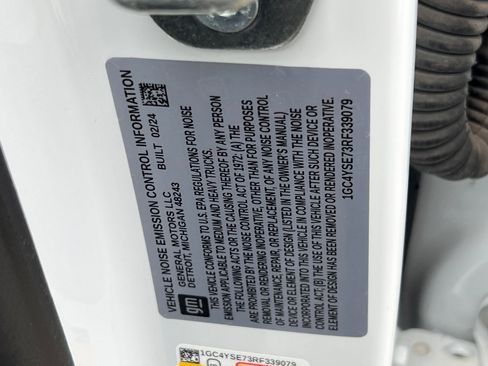 VEHICLE NOISE EMISSION CONTROL INFORMATION
GENERAL MOTORS LLC
DETROIT, MICHIGAN 48243
BUILT 02/24
gm
THIS VEHICLE CONFORMS TO U.S. EPA REGULATIONS FOR NOISE
EMISSION APPLICABLE TO MEDIUM AND HEAVY TRUCKS.
THE FOLLOWING ACTS OR THE CAUSING THEREOF BY ANY PERSON
ARE PROHIBITED BY THE NOISE CONTROL ACT OF 1972: (A) THE
REMOVAL OR RENDERING INOPERATIVE, OTHER THAN FOR PURPOSES
OF MAINTENANCE, REPAIR, OR REPLACEMENT, OF ANY NOISE CONTROL
DEVICE OR ELEMENT OF DESIGN (LISTED IN THE OWNER'S MANUAL)
INCORPORATED INTO THIS VEHICLE IN COMPLIANCE WITH THE NOISE
CONTROL ACT; (B) THE USE OF THIS VEHICLE AFTER SUCH DEVICE OR
ELEMENT OF DESIGN HAS BEEN REMOVED OR RENDERED INOPERATIVE.
1GC4YSE73RF339079
1GC4YSE73RF339079